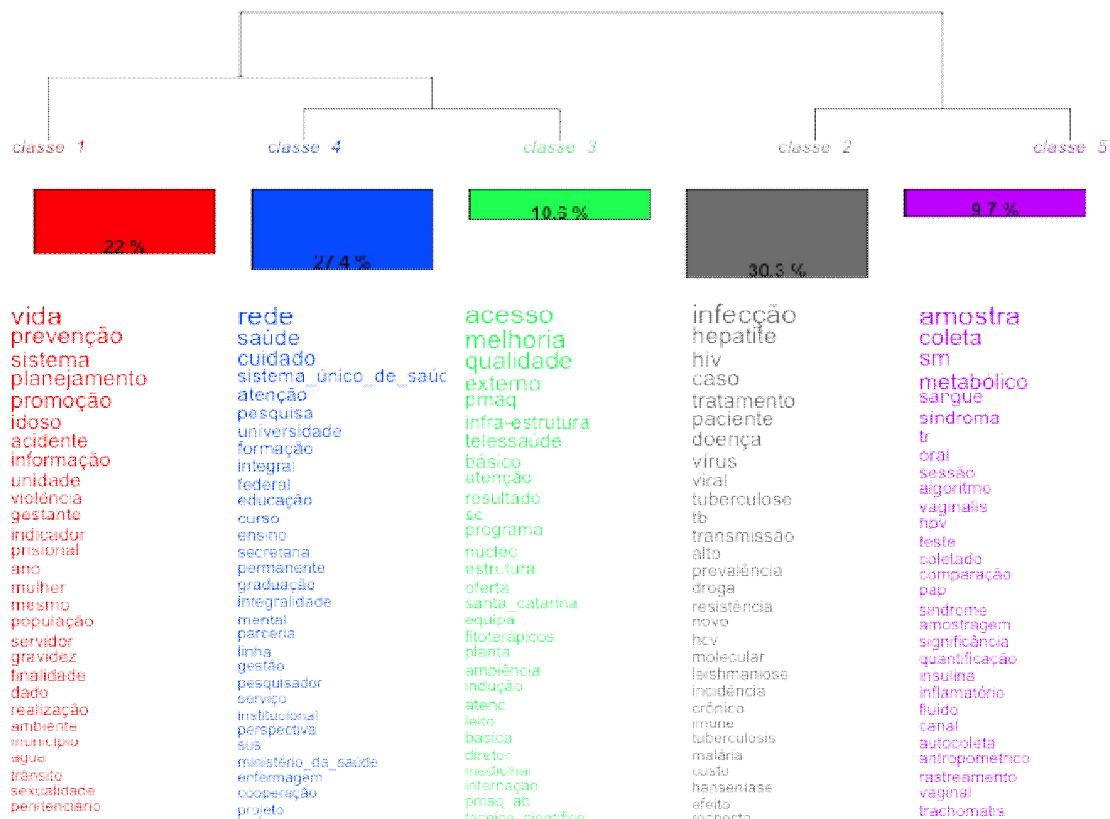 classe 1
classe 4
classe 3
classe 2
classe 5
22 %
27.4 %
10.6 %
30.3 %
9.7 %
vida
prevenção
sistema
planejamento
promoção
idoso
acidente
informação
unidade
violência
gestante
indicador
prisional
ano
mulher
mesmo
população
servidor
gravidez
finalidade
dado
realização
ambiente
município
água
trânsito
sexualidade
penitenciário
rede
saúde
cuidado
sistema_único_de_saúc
atenção
pesquisa
universidade
formação
integral
federal
educação
curso
ensino
secretaria
permanente
graduação
integralidade
mental
parceria
linha
gestão
pesquisador
serviço
institucional
perspectiva
sus
ministério_da_saúde
enfermagem
cooperação
projeto
acesso
melhoria
qualidade
externo
pmaq
infra-estrutura
telessaúde
básico
atenção
resultado
sc
programa
núcleo
estrutura
oferta
santa_catarina
equipa
fitoterápicos
planta
ambiência
indução
atenc
leito
basica
diretor
medicinal
internação
pmaq_ab
tecnico_cientifico
infecção
hepatite
hiv
caso
tratamento
paciente
doença
vírus
viral
tuberculose
tb
transmissão
alto
prevalência
droga
resistência
novo
hcv
molecular
leishmaniose
incidência
crônico
imune
tuberculosis
malária
custo
hanseníase
efeito
resposta
amostra
coleta
sm
metabólico
sangue
síndroma
tr
oral
sessão
algoritmo
vaginalis
hpv
teste
coletado
comparação
pap
síndrome
amostragem
significância
quantificação
insulina
inflamatório
fluido
canal
autocoleta
antropométrico
rastreamento
vaginal
trachomatis